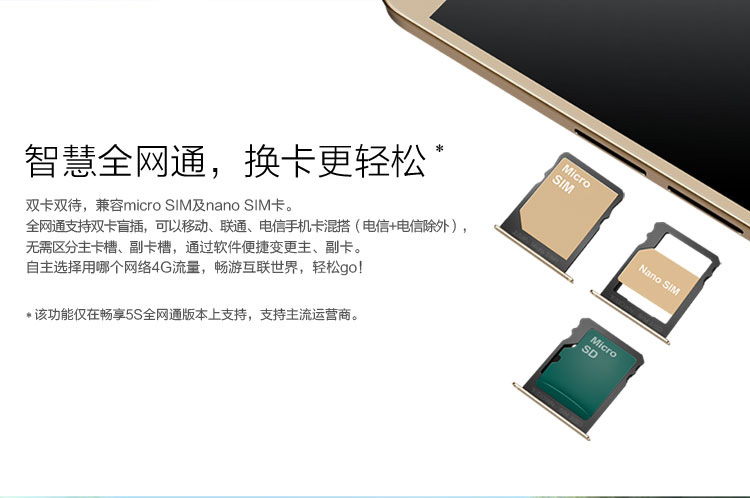 智慧全网通，换卡更轻松*
双卡双待，兼容micro SIM及nano SIM卡。
全网通支持双卡盲插，可以移动、联通、电信手机卡混搭（电信+电信除外），
无需区分主卡槽、副卡槽，通过软件便捷变更主、副卡。
自主选择用哪个网络4G流量，畅游互联世界，轻松go！
*该功能仅在畅享5S全网通版本上支持，支持主流运营商。
Micro
SIM
Nano SIM
Micro
SD